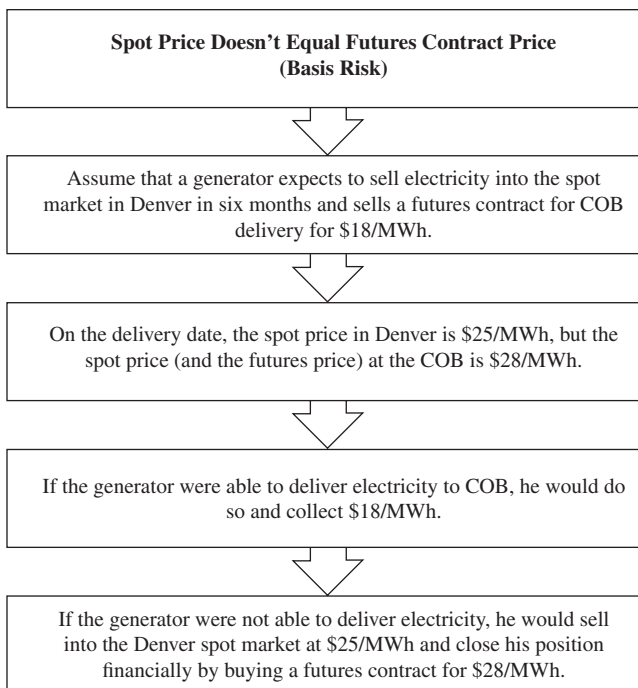 Spot Price Doesn’t Equal Futures Contract Price
(Basis Risk)
Assume that a generator expects to sell electricity into the spot
market in Denver in six months and sells a futures contract for COB
delivery for $18/MWh.
On the delivery date, the spot price in Denver is $25/MWh, but the
spot price (and the futures price) at the COB is $28/MWh.
If the generator were able to deliver electricity to COB, he would do
so and collect $18/MWh.
If the generator were not able to deliver electricity, he would sell
into the Denver spot market at $25/MWh and close his position
financially by buying a futures contract for $28/MWh.